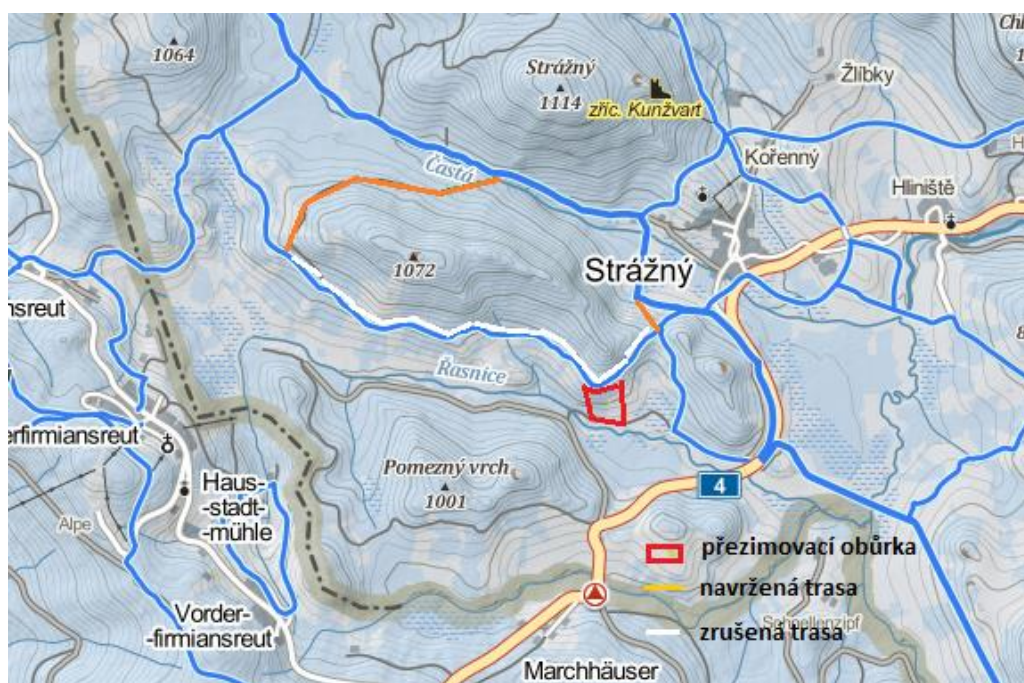 1064
Strážný
1114
zříc. Kunžvart
Žlíbky
Kořenný
Hliniště
Častá
1072
Strážný
nsreut
Řasnice
erfirmiansreut
Haus-
-stadt-
-mühle
Alpe
Pomezný vrch
1001
4
přezimovací obůrka
navržená trasa
zrušená trasa
Vorder-
-firmiansreut
Marchhäuser